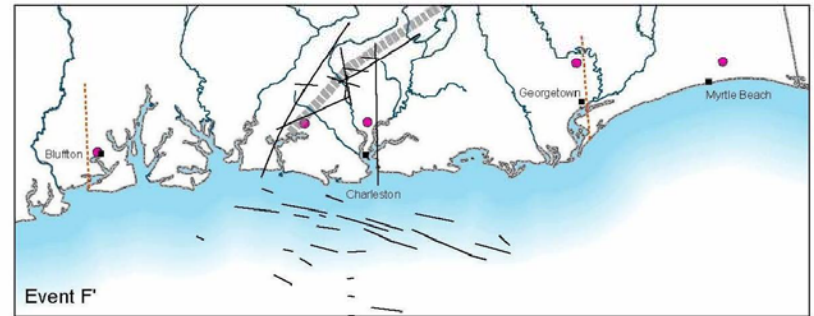 Georgetown
Myrtle Beach
Bluffton
Charleston
Event F'